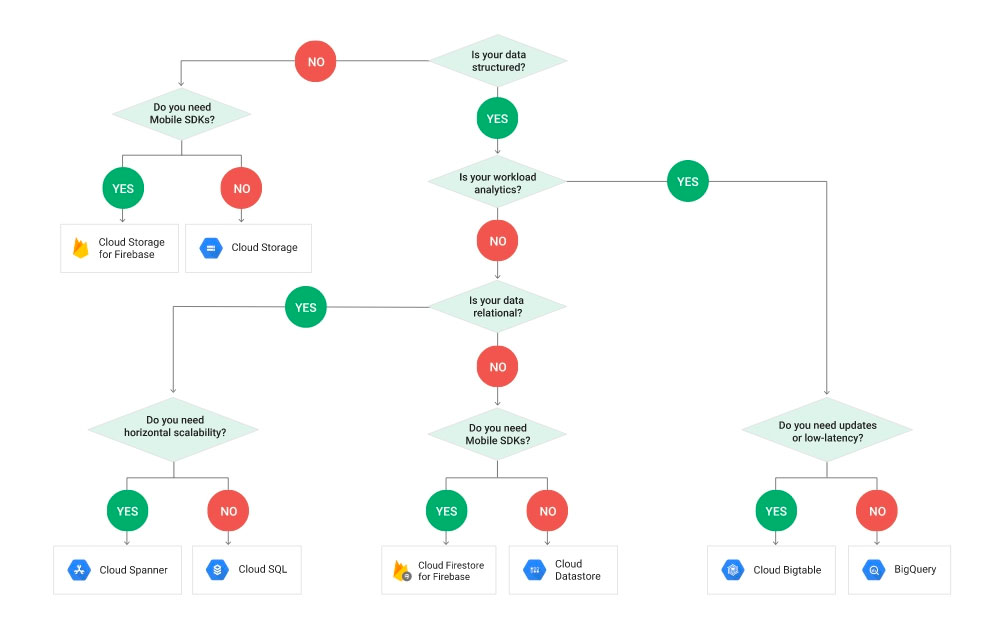 Is your data
structured?
NO
Do you need
Mobile SDKs?
YES
YES
NO
Cloud Storage
for Firebase
Cloud Storage
Is your workload
analytics?
YES
NO
Is your data
relational?
YES
NO
Do you need
horizontal scalability?
Do you need
Mobile SDKs?
Do you need updates
or low-latency?
YES
NO
YES
NO
YES
NO
Cloud Spanner
Cloud SQL
Cloud Firestore
for Firebase
Cloud
Datastore
Cloud Bigtable
BigQuery